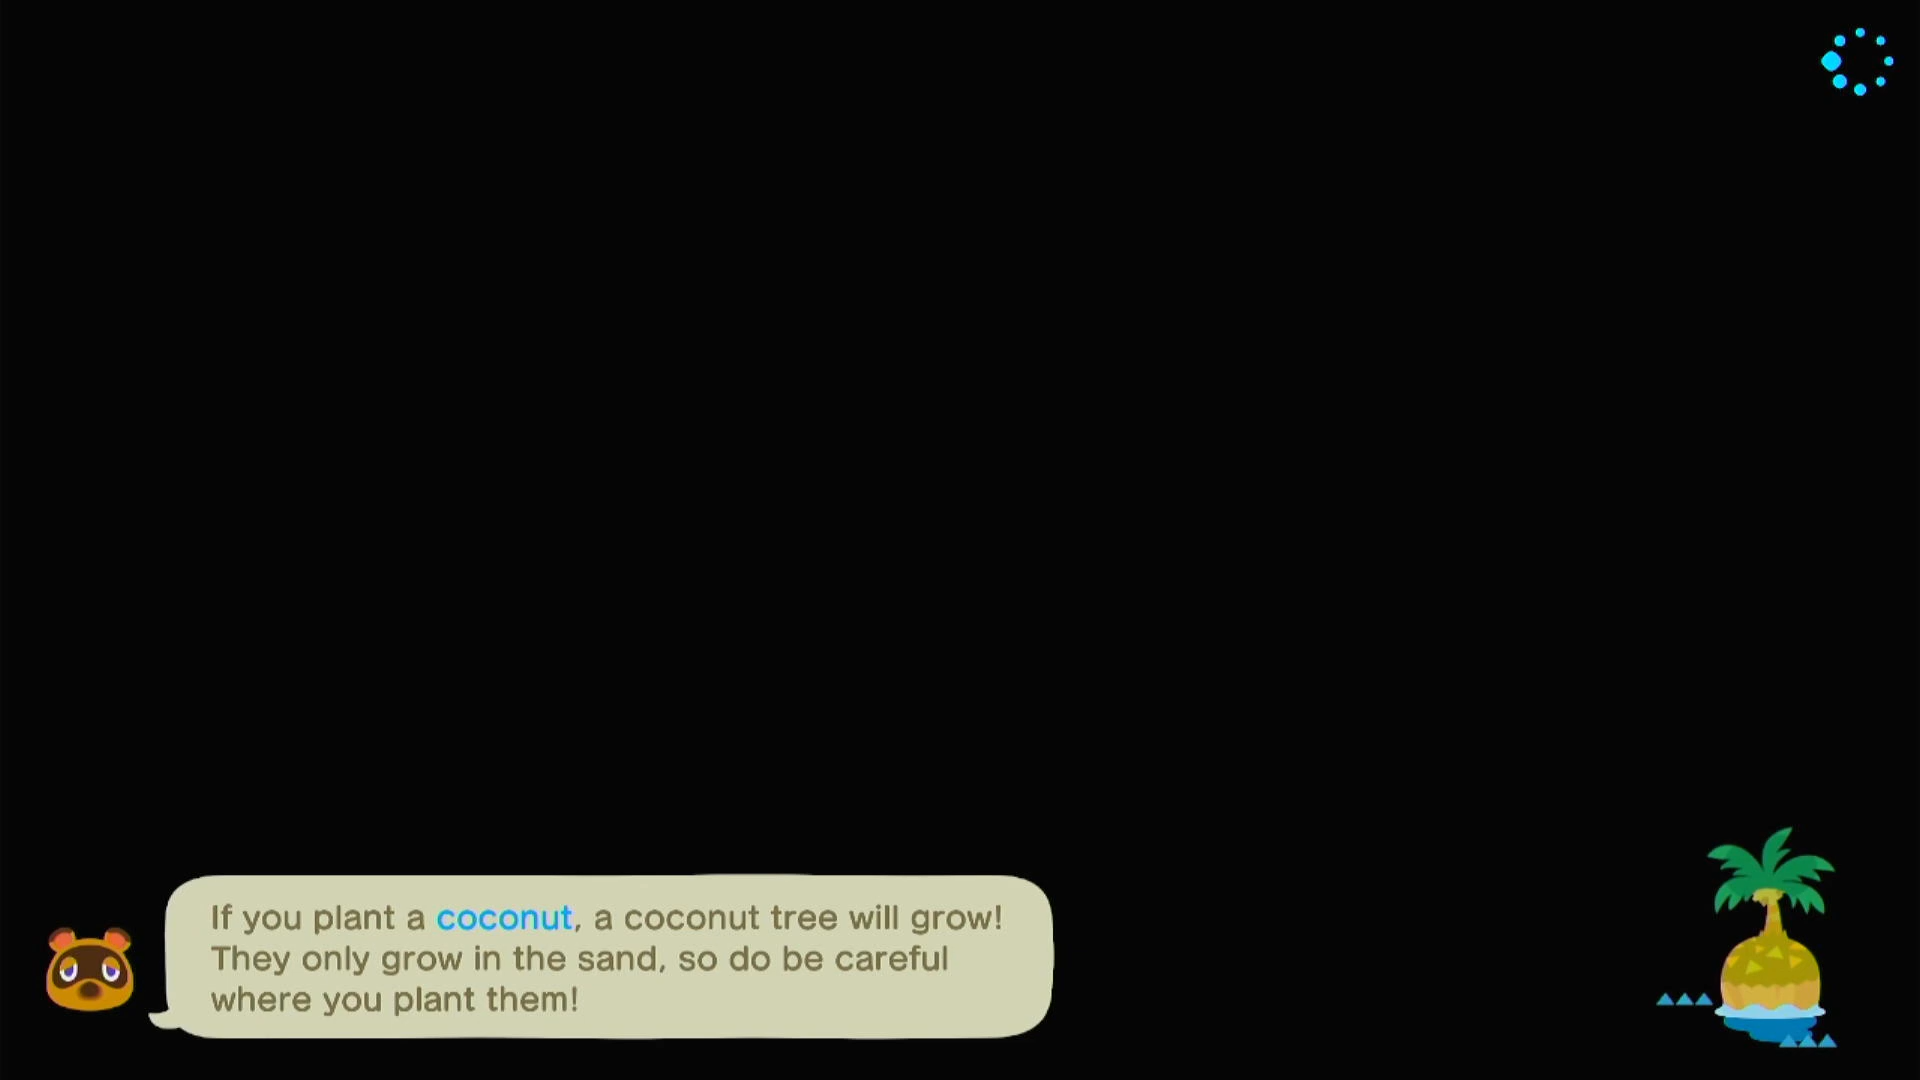 If you plant a coconut, a coconut tree will grow!
They only grow in the sand, so do be careful
where you plant them!